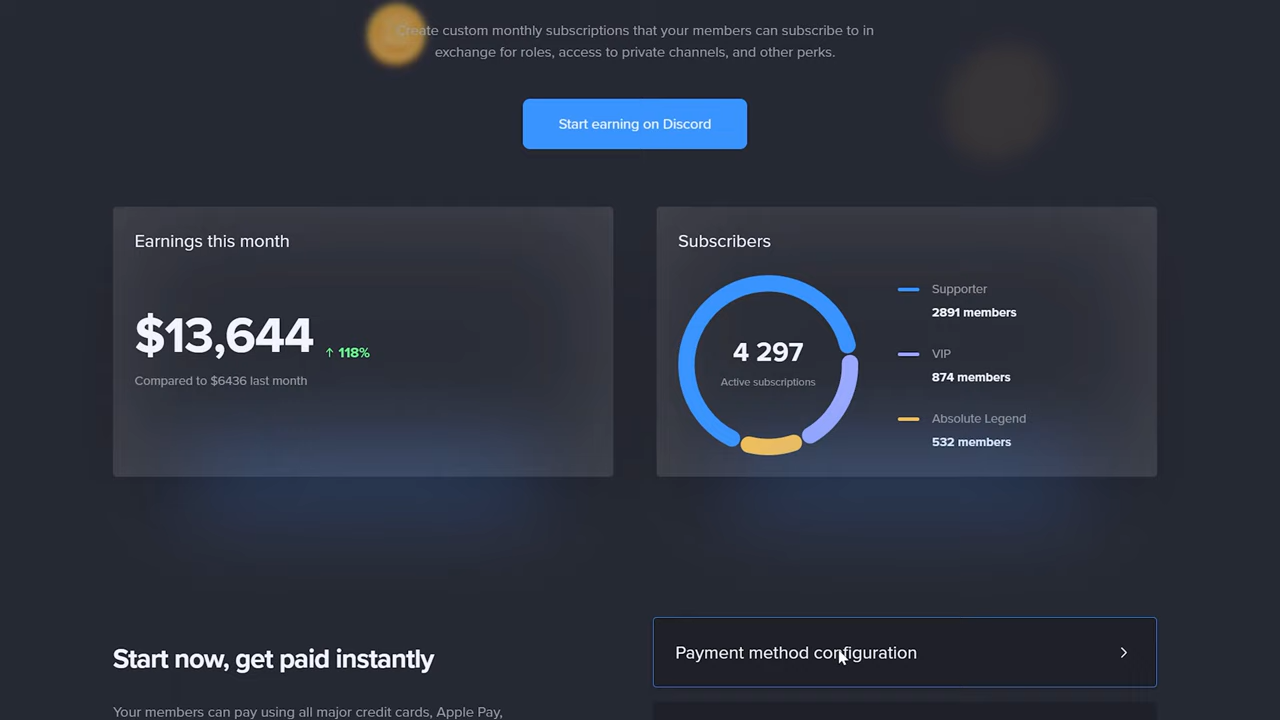 Create custom monthly subscriptions that your members can subscribe to in
exchange for roles, access to private channels, and other perks.
Start earning on Discord
Earnings this month
$13,644 ↑ 118%
Compared to $6436 last month
Subscribers
4 297
Active subscriptions
Supporter
2891 members
VIP
874 members
Absolute Legend
532 members
Start now, get paid instantly
Your members can pay using all major credit cards, Apple Pay,
Payment method configuration